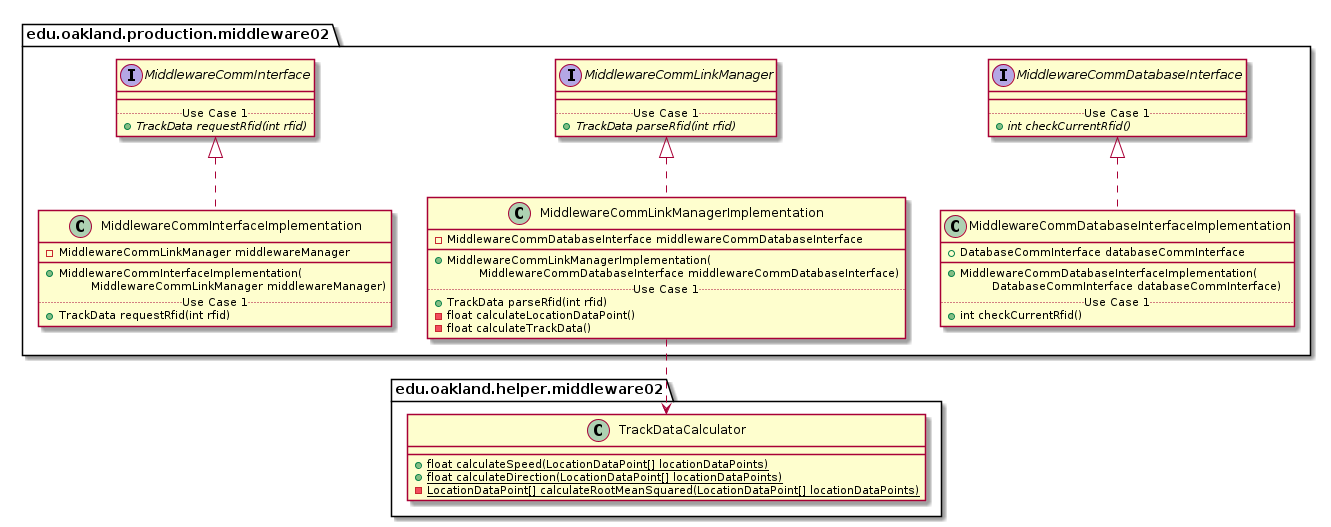 edu.oakland.production.middleware02
I MiddlewareCommInterface
Use Case 1
TrackData requestRfid(int rfid)
I MiddlewareCommLinkManager
Use Case 1
TrackData parseRfid(int rfid)
I MiddlewareCommDatabaseInterface
Use Case 1
int checkCurrentRfid()
C MiddlewareCommInterfaceImplementation
MiddlewareCommLinkManager middlewareManager
MiddlewareCommInterfaceImplementation(
MiddlewareCommLinkManager middlewareManager)
Use Case 1
TrackData requestRfid(int rfid)
C MiddlewareCommLinkManagerImplementation
MiddlewareCommDatabaseInterface middlewareCommDatabaseInterface
MiddlewareCommLinkManagerImplementation(
MiddlewareCommDatabaseInterface middlewareCommDatabaseInterface)
Use Case 1
TrackData parseRfid(int rfid)
float calculateLocationDataPoint()
float calculateTrackData()
C MiddlewareCommDatabaseInterfaceImplementation
DatabaseCommInterface databaseCommInterface
MiddlewareCommDatabaseInterfaceImplementation(
DatabaseCommInterface databaseCommInterface)
Use Case 1
int checkCurrentRfid()
edu.oakland.helper.middleware02
C TrackDataCalculator
float calculateSpeed(LocationDataPoint[] locationDataPoints)
float calculateDirection(LocationDataPoint[] locationDataPoints)
LocationDataPoint[] calculateRootMeanSquared(LocationDataPoint[] locationDataPoints)